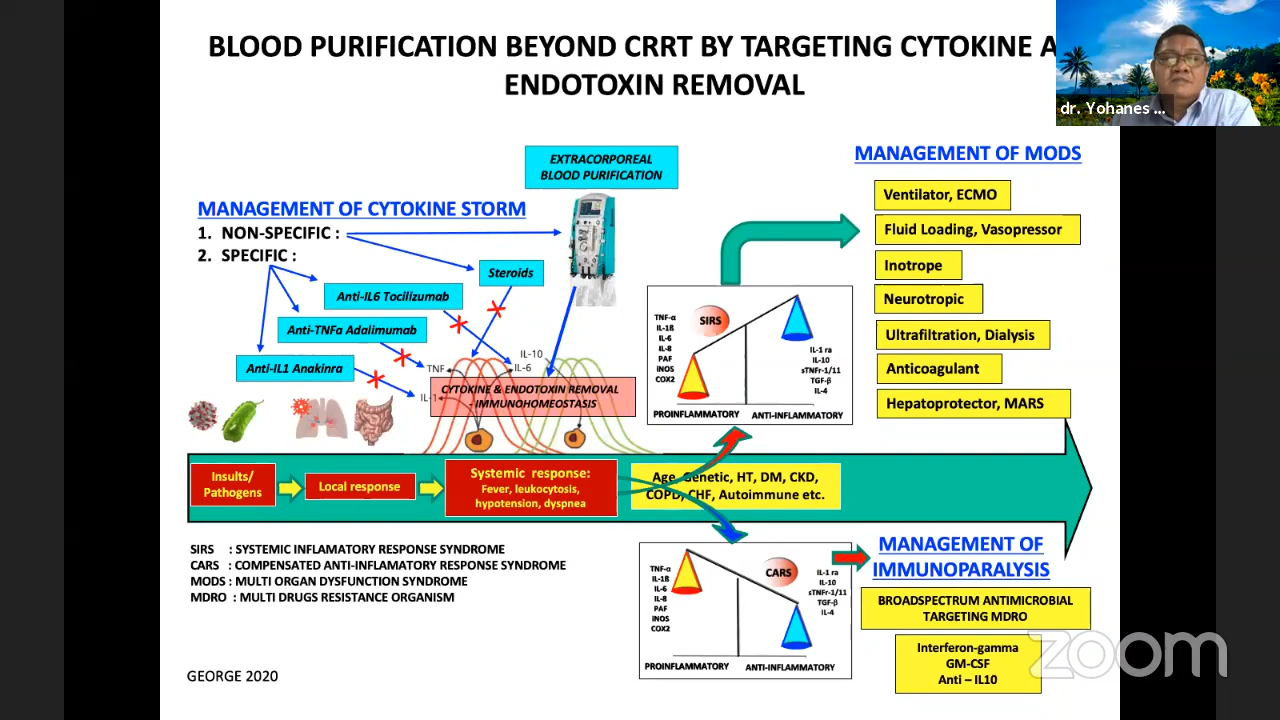 BLOOD PURIFICATION BEYOND CRRT BY TARGETING CYTOKINE A
ENDOTOXIN REMOVAL
dr. Yohanes ...
EXTRACORPOREAL
BLOOD PURIFICATION
MANAGEMENT OF CYTOKINE STORM
1. NON-SPECIFIC :
2. SPECIFIC :
Steroids
Anti-IL6 Tocilizumab
Anti-TNFa Adalimumab
Anti-IL1 Anakinra
TNF
IL-10
IL-6
IL-1
CYTOKINE & ENDOTOXIN REMOVAL
- IMMUNOHOMEOSTASIS
SIRS
TNF-α
IL-1ß
IL-6
IL-8
PAF
iNOS
COX2
IL-1 ra
IL-10
sTNFr-1/11
TGF-β
IL-4
PROINFLAMMATORY
ANTI-INFLAMMATORY
MANAGEMENT OF MODS
Ventilator, ECMO
Fluid Loading, Vasopressor
Inotrope
Neurotropic
Ultrafiltration, Dialysis
Anticoagulant
Hepatoprotector, MARS
Insults/
Pathogens
Local response
Systemic response:
Fever, leukocytosis,
hypotension, dyspnea
Age, Genetic, HT, DM, CKD,
COPD, CHF, Autoimmune etc.
SIRS : SYSTEMIC INFLAMATORY RESPONSE SYNDROME
CARS : COMPENSATED ANTI-INFLAMATORY RESPONSE SYNDROME
MODS : MULTI ORGAN DYSFUNCTION SYNDROME
MDRO : MULTI DRUGS RESISTANCE ORGANISM
CARS
TNF-α
IL-1ß
IL-6
IL-8
PAF
iNOS
COX2
IL-1 ra
IL-10
sTNFr-1/11
TGF-β
IL-4
PROINFLAMMATORY
ANTI-INFLAMMATORY
MANAGEMENT OF
IMMUNOPARALYSIS
BROADSPECTRUM ANTIMICROBIAL
TARGETING MDRO
Interferon-gamma
GM-CSF
Anti – IL10
GEORGE 2020
zoom